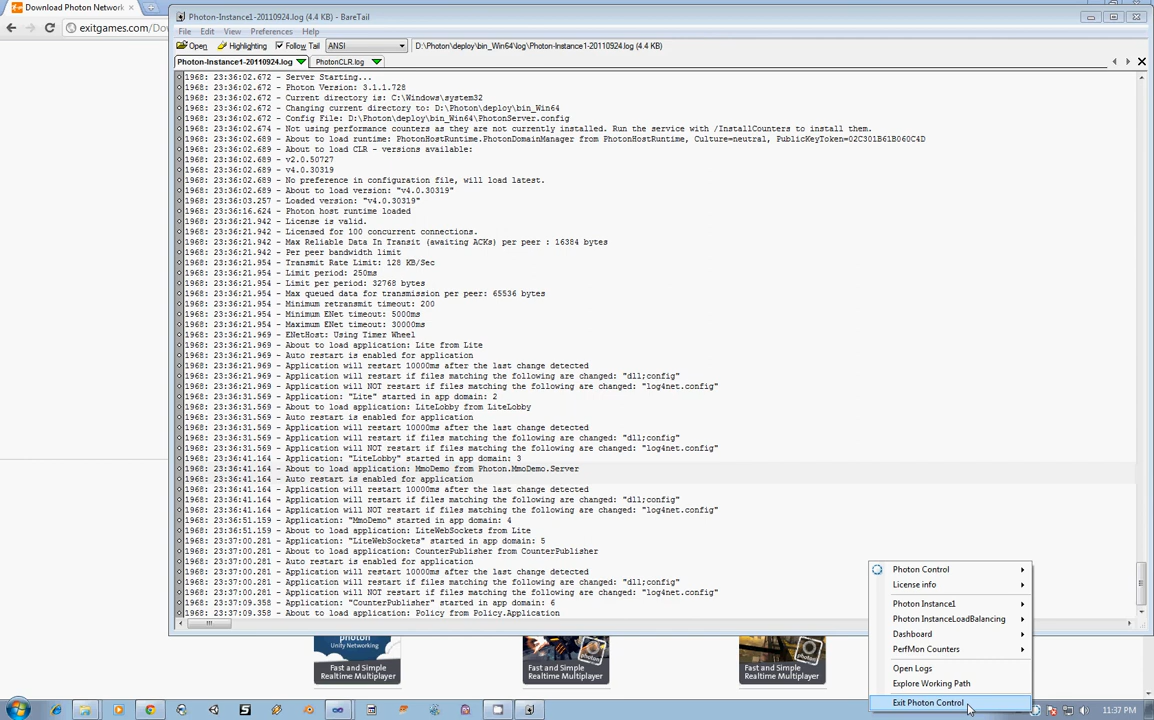 Download Photon Network
exitgames.com/Do
Photon-Instance1-20110924.log (4.4 KB) - BareTail
File Edit View Preferences Help
Open Highlighting Follow Tail ANSI D:\Photon\deploy\bin_Win64\log\Photon-Instance1-20110924.log (4.4 KB)
Photon-Instance1-20110924.log PhotonCLR.log
1968: 23:36:02.672 - Server Starting...
1968: 23:36:02.672 - Photon Version: 3.1.1.728
1968: 23:36:02.672 - Current directory is: C:\Windows\system32
1968: 23:36:02.672 - Changing current directory to: D:\Photon\deploy\bin_Win64
1968: 23:36:02.672 - Config File: D:\Photon\deploy\bin_Win64\PhotonServer.config
1968: 23:36:02.674 - Not using performance counters as they are not currently installed. Run the service with /InstallCounters to install them.
1968: 23:36:02.689 - About to load runtime: PhotonHostRuntime.PhotonDomainManager from PhotonHostRuntime, Culture=neutral, PublicKeyToken=02C301B61B060C4D
1968: 23:36:02.689 - About to load CLR - versions available:
1968: 23:36:02.689 - v2.0.50727
1968: 23:36:02.689 - v4.0.30319
1968: 23:36:02.689 - No preference in configuration file, will load latest.
1968: 23:36:02.689 - About to load version: "v4.0.30319"
1968: 23:36:03.257 - Loaded version: "v4.0.30319"
1968: 23:36:16.624 - Photon host runtime loaded
1968: 23:36:21.942 - License is valid.
1968: 23:36:21.942 - Licensed for 100 concurrent connections.
1968: 23:36:21.942 - Max Reliable Data In Transit (awaiting ACKs) per peer : 16384 bytes
1968: 23:36:21.942 - Per peer bandwidth limit
1968: 23:36:21.954 - Transmit Rate Limit: 128 KB/Sec
1968: 23:36:21.954 - Limit period: 250ms
1968: 23:36:21.954 - Limit per period: 32768 bytes
1968: 23:36:21.954 - Max queued data for transmission per peer: 65536 bytes
1968: 23:36:21.954 - Minimum retransmit timeout: 200
1968: 23:36:21.954 - Minimum ENet timeout: 5000ms
1968: 23:36:21.954 - Maximum ENet timeout: 30000ms
1968: 23:36:21.969 - ENetHost: Using Timer Wheel
1968: 23:36:21.969 - About to load application: Lite from Lite
1968: 23:36:21.969 - Auto restart is enabled for application
1968: 23:36:21.969 - Application will restart 10000ms after the last change detected
1968: 23:36:21.969 - Application will restart if files matching the following are changed: "dll;config"
1968: 23:36:21.969 - Application will NOT restart if files matching the following are changed: "log4net.config"
1968: 23:36:31.569 - Application: "Lite" started in app domain: 2
1968: 23:36:31.569 - About to load application: LiteLobby from LiteLobby
1968: 23:36:31.569 - Auto restart is enabled for application
1968: 23:36:31.569 - Application will restart 10000ms after the last change detected
1968: 23:36:31.569 - Application will restart if files matching the following are changed: "dll;config"
1968: 23:36:31.569 - Application will NOT restart if files matching the following are changed: "log4net.config"
1968: 23:36:41.164 - Application: "LiteLobby" started in app domain: 3
1968: 23:36:41.164 - About to load application: MmoDemo from Photon.MmoDemo.Server
1968: 23:36:41.164 - Auto restart is enabled for application
1968: 23:36:41.164 - Application will restart 10000ms after the last change detected
1968: 23:36:41.164 - Application will restart if files matching the following are changed: "dll;config"
1968: 23:36:41.164 - Application will NOT restart if files matching the following are changed: "log4net.config"
1968: 23:36:51.159 - Application: "MmoDemo" started in app domain: 4
1968: 23:36:51.159 - About to load application: LiteWebSockets from Lite
1968: 23:37:00.281 - Application: "LiteWebSockets" started in app domain: 5
1968: 23:37:00.281 - About to load application: CounterPublisher from CounterPublisher
1968: 23:37:00.281 - Auto restart is enabled for application
1968: 23:37:00.281 - Application will restart 10000ms after the last change detected
1968: 23:37:00.281 - Application will restart if files matching the following are changed: "dll;config"
1968: 23:37:00.281 - Application will NOT restart if files matching the following are changed: "log4net.config"
1968: 23:37:09.358 - Application: "CounterPublisher" started in app domain: 6
1968: 23:37:09.358 - About to load application: Policy from Policy.Application
Photon Control
License info
Photon Instance1
Photon InstanceLoadBalancing
Dashboard
PerfMon Counters
Open Logs
Explore Working Path
Exit Photon Control
photon
Unity Networking
Fast and Simple
Realtime Multiplayer
photon
Fast and Simple
Realtime Multiplayer
photon
Fast and Simple
Realtime Multiplayer
11:37 PM